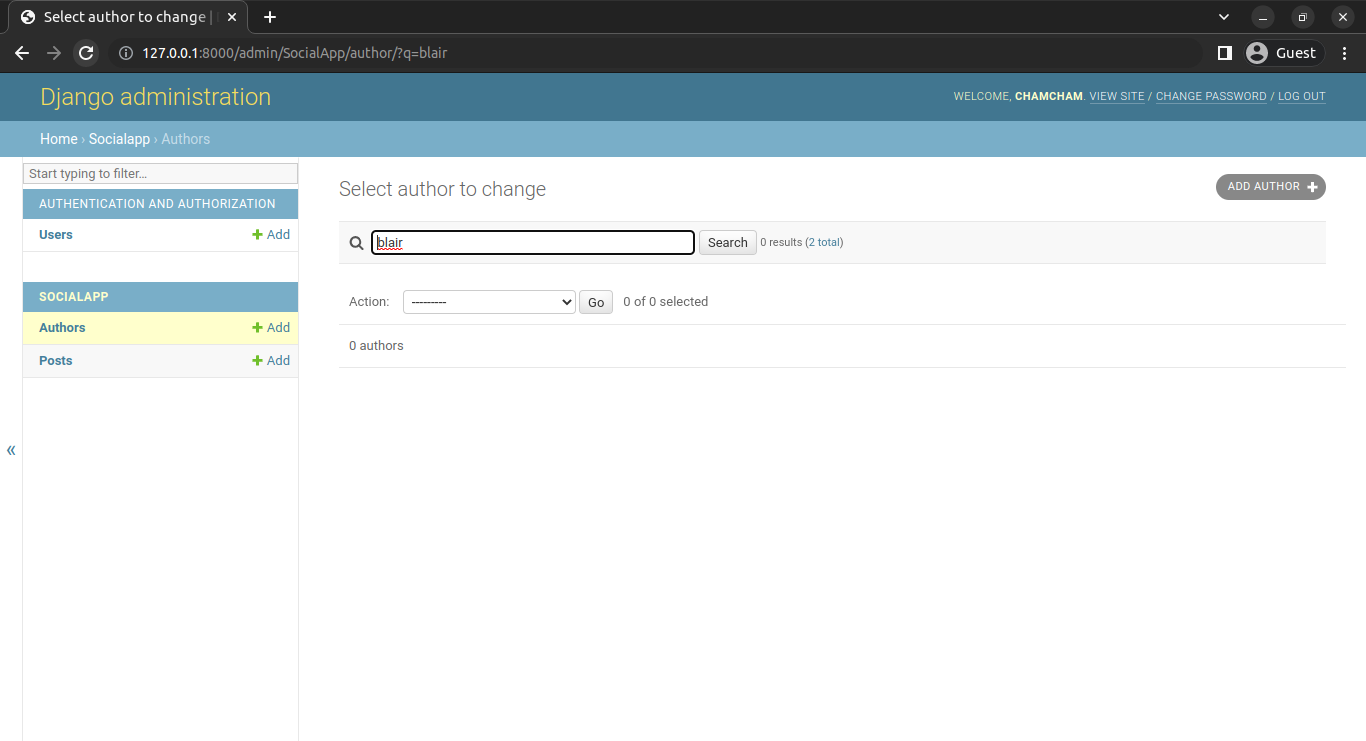 Select author to change |
127.0.0.1:8000/admin/SocialApp/author/?q=blair
Guest
Django administration
WELCOME, CHAMCHAM. VIEW SITE / CHANGE PASSWORD / LOG OUT
Home › Socialapp › Authors
Start typing to filter...
AUTHENTICATION AND AUTHORIZATION
Users + Add
SOCIALAPP
Authors + Add
Posts + Add
«
Select author to change
ADD AUTHOR +
blair Search 0 results (2 total)
Action: --------- Go 0 of 0 selected
0 authors